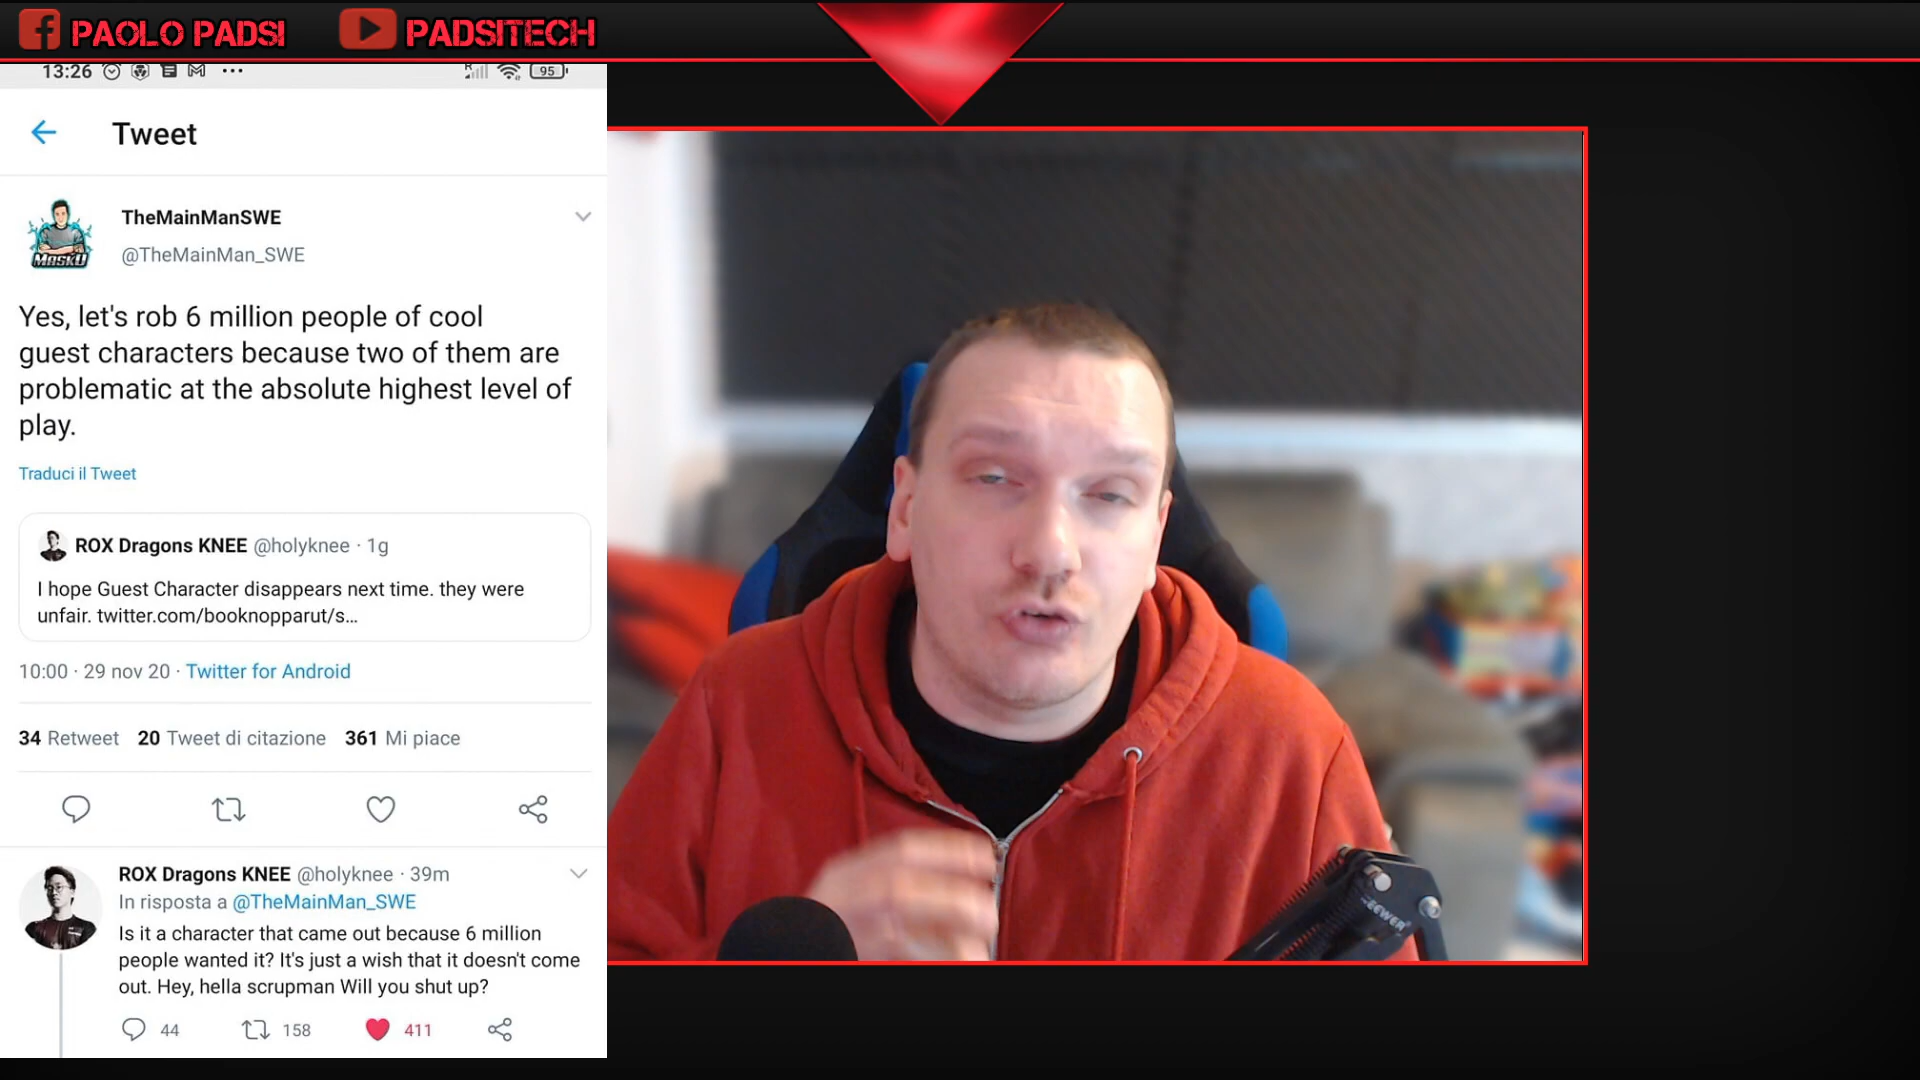 PAOLO PADSI
PADSITECH
13:26
95
Tweet
TheMainManSWE
@TheMainMan_SWE
MASKU
Yes, let's rob 6 million people of cool
guest characters because two of them are
problematic at the absolute highest level of
play.
Traduci il Tweet
ROX Dragons KNEE @holyknee · 1g
I hope Guest Character disappears next time. they were
unfair. twitter.com/booknopparut/s...
10:00 · 29 nov 20 · Twitter for Android
34 Retweet 20 Tweet di citazione 361 Mi piace
ROX Dragons KNEE @holyknee · 39m
In risposta a @TheMainMan_SWE
Is it a character that came out because 6 million
people wanted it? It's just a wish that it doesn't come
out. Hey, hella scrupman Will you shut up?
44 158 411
NEEWER